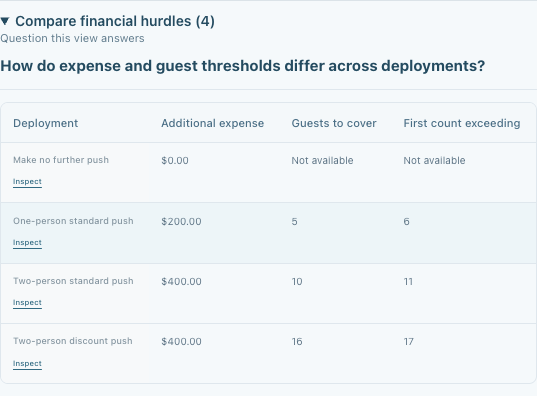 ▼ Compare financial hurdles (4)
Question this view answers
How do expense and guest thresholds differ across deployments?
Deployment Additional expense Guests to cover First count exceeding
Make no further push $0.00 Not available Not available
Inspect
One-person standard push $200.00 5 6
Inspect
Two-person standard push $400.00 10 11
Inspect
Two-person discount push $400.00 16 17
Inspect